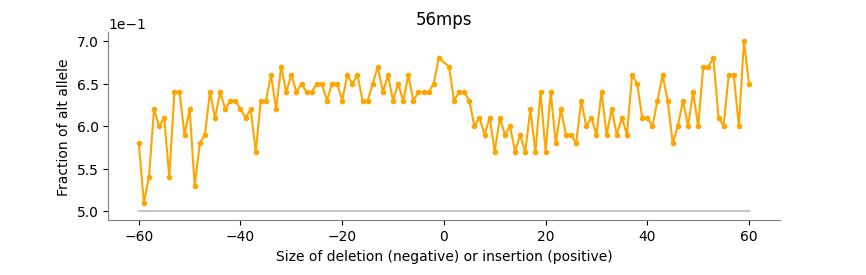 56mps
1e−1
7.0
6.5
6.0
5.5
5.0
Fraction of alt allele
−60 −40 −20 0 20 40 60
Size of deletion (negative) or insertion (positive)